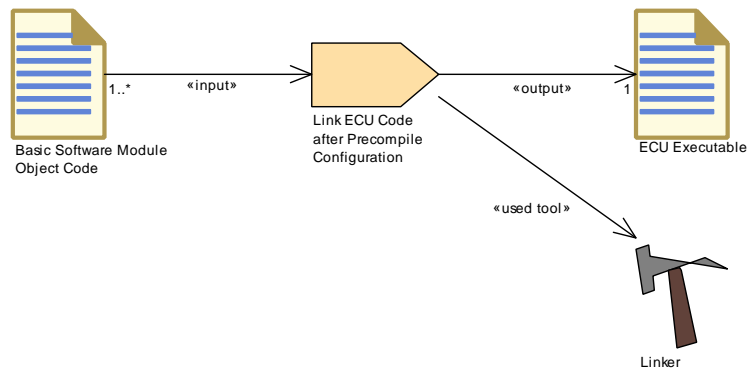 1..*
«input»
«output»
1
Basic Software Module
Object Code
Link ECU Code
after Precompile
Configuration
ECU Executable
«used tool»
Linker